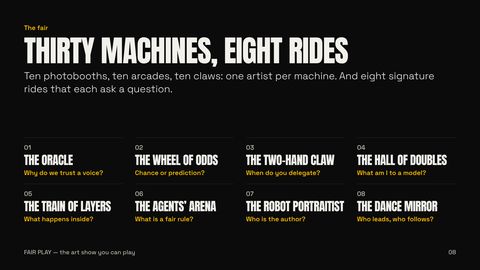 The fair
THIRTY MACHINES, EIGHT RIDES
Ten photobooths, ten arcades, ten claws: one artist per machine. And eight signature
rides that each ask a question.
01
THE ORACLE
Why do we trust a voice?
02
THE WHEEL OF ODDS
Chance or prediction?
03
THE TWO-HAND CLAW
When do you delegate?
04
THE HALL OF DOUBLES
What am I to a model?
05
THE TRAIN OF LAYERS
What happens inside?
06
THE AGENTS' ARENA
What is a fair rule?
07
THE ROBOT PORTRAITIST
Who is the author?
08
THE DANCE MIRROR
Who leads, who follows?
FAIR PLAY — the art show you can play
08